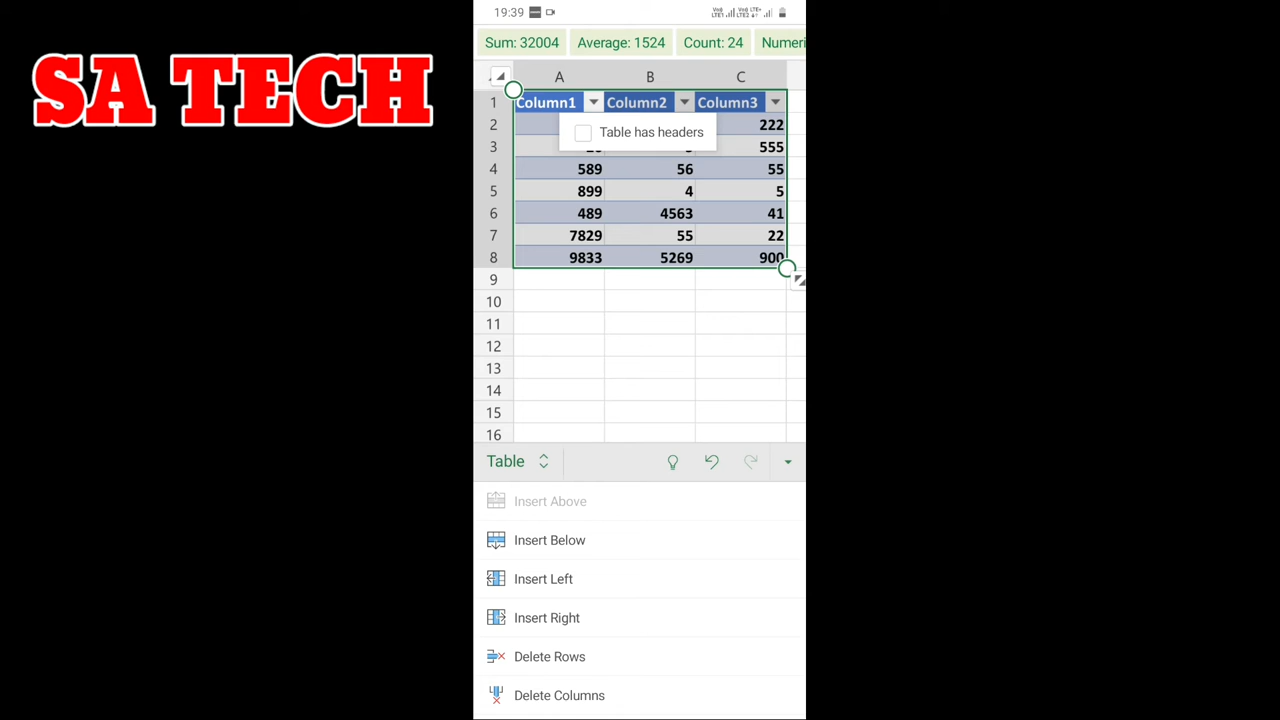 19:39
SA TECH
Sum: 32004 Average: 1524 Count: 24 Numeri
A B C
1 Column1 Column2 Column3
2 222
Table has headers
3 555
4 589 56 55
5 899 4 5
6 489 4563 41
7 7829 55 22
8 9833 5269 900
9
10
11
12
13
14
15
16
Table
Insert Above
Insert Below
Insert Left
Insert Right
Delete Rows
Delete Columns